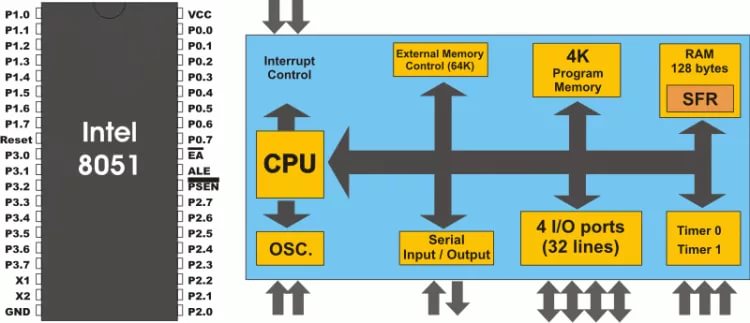 P1.0
P1.1
P1.2
P1.3
P1.4
P1.5
P1.6
P1.7
Reset
P3.0
P3.1
P3.2
P3.3
P3.4
P3.5
P3.6
P3.7
X1
X2
GND
Intel
8051
VCC
P0.0
P0.1
P0.2
P0.3
P0.4
P0.5
P0.6
P0.7
EA
ALE
PSEN
P2.7
P2.6
P2.5
P2.4
P2.3
P2.2
P2.1
P2.0
Interrupt
Control
External Memory
Control (64K)
4K
Program
Memory
RAM
128 bytes
SFR
CPU
OSC.
Serial
Input / Output
4 I/O ports
(32 lines)
Timer 0
Timer 1